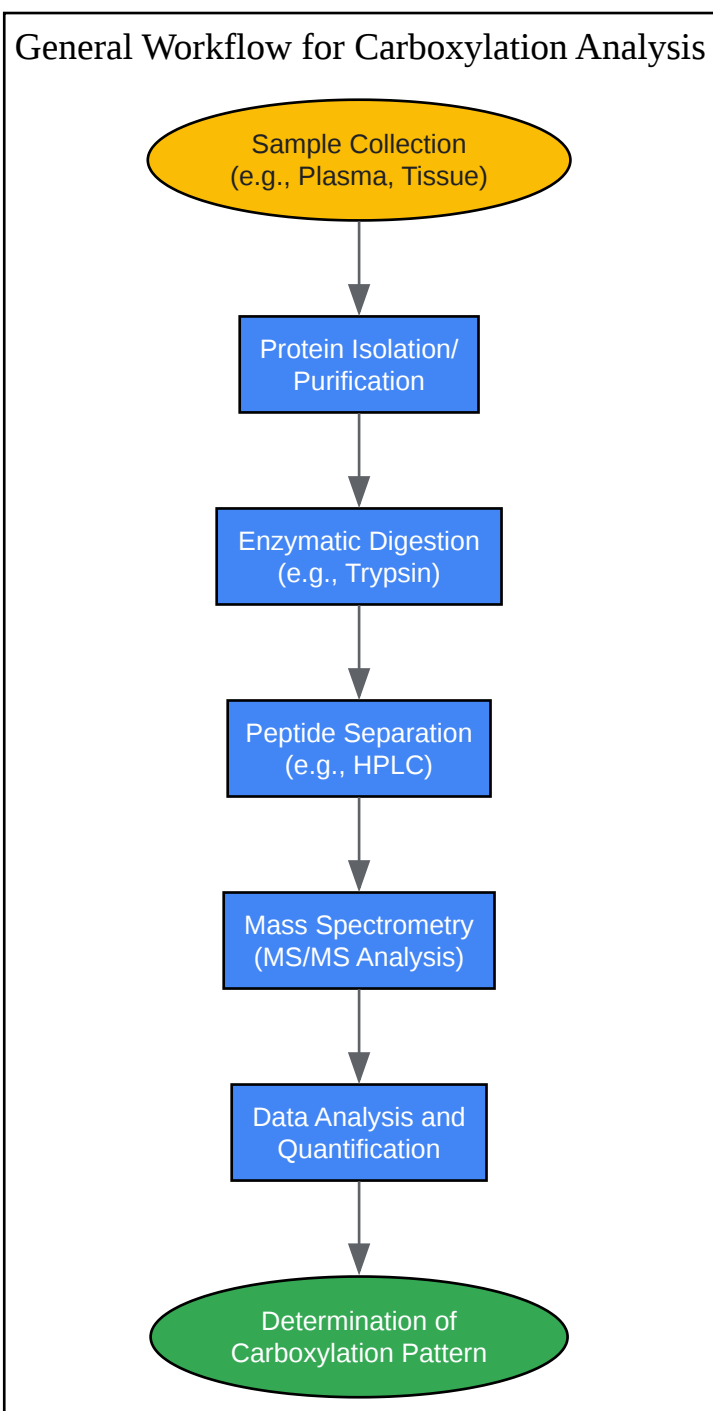 General Workflow for Carboxylation Analysis
Sample Collection
(e.g., Plasma, Tissue)
Protein Isolation/
Purification
Enzymatic Digestion
(e.g., Trypsin)
Peptide Separation
(e.g., HPLC)
Mass Spectrometry
(MS/MS Analysis)
Data Analysis and
Quantification
Determination of
Carboxylation Pattern